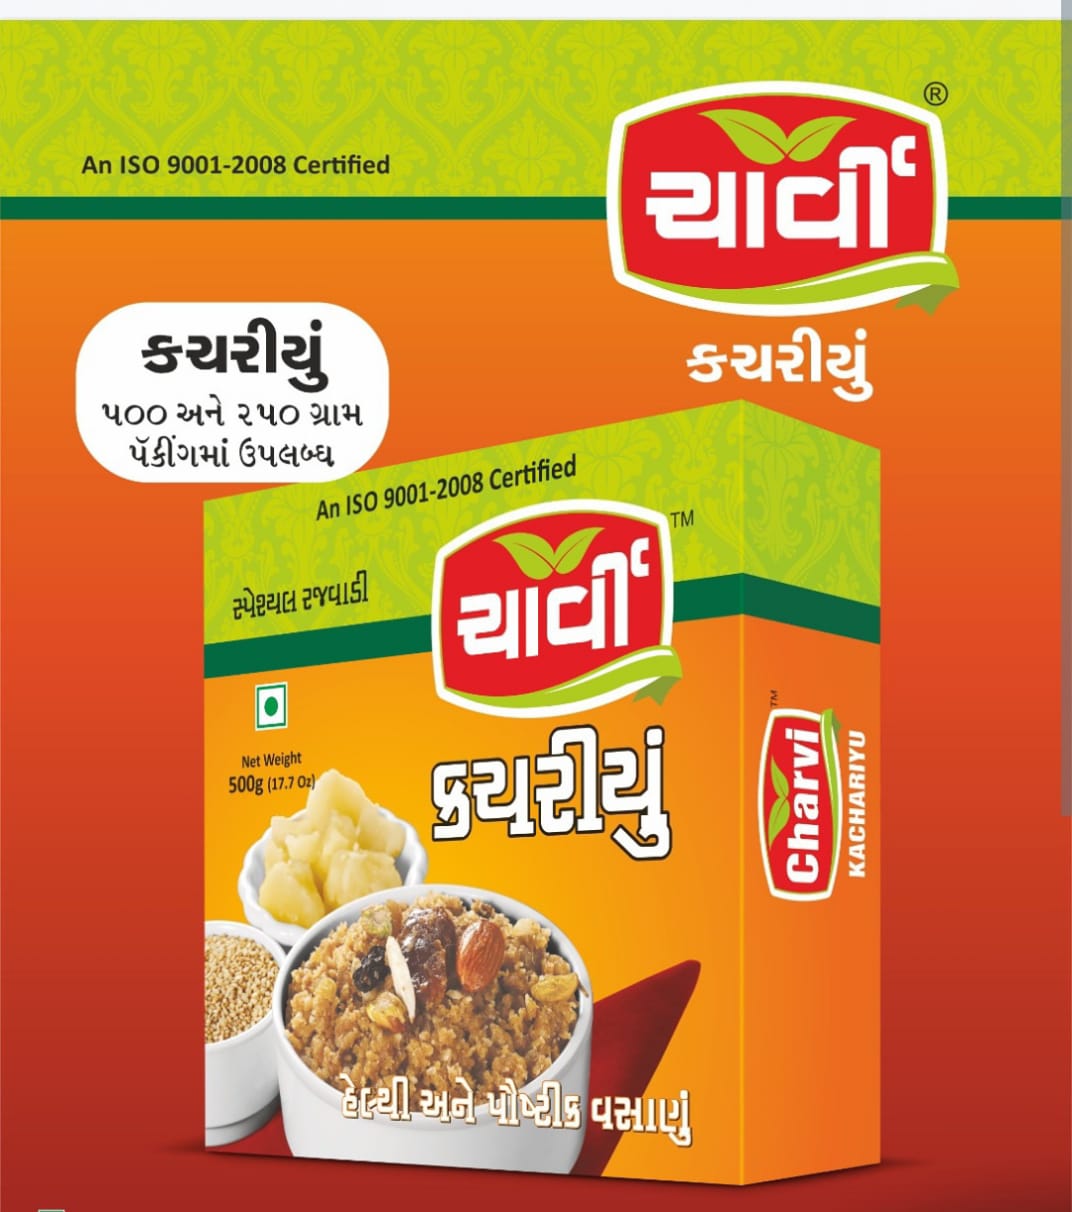 An ISO 9001-2008 Certified
ચાર્વી ®
કચરીયું
કચરીયું
૫૦૦ અને ૨૫૦ ગ્રામ
પૅકીંગમાં ઉપલબ્ધ
An ISO 9001-2008 Certified
સ્પેશ્યલ રજવાડી
ચાર્વી TM
Net Weight
500g (17.7 Oz)
કચરીયું
Charvi TM
KACHARIYU
હેલ્થી અને પૌષ્ટીક વસાણું